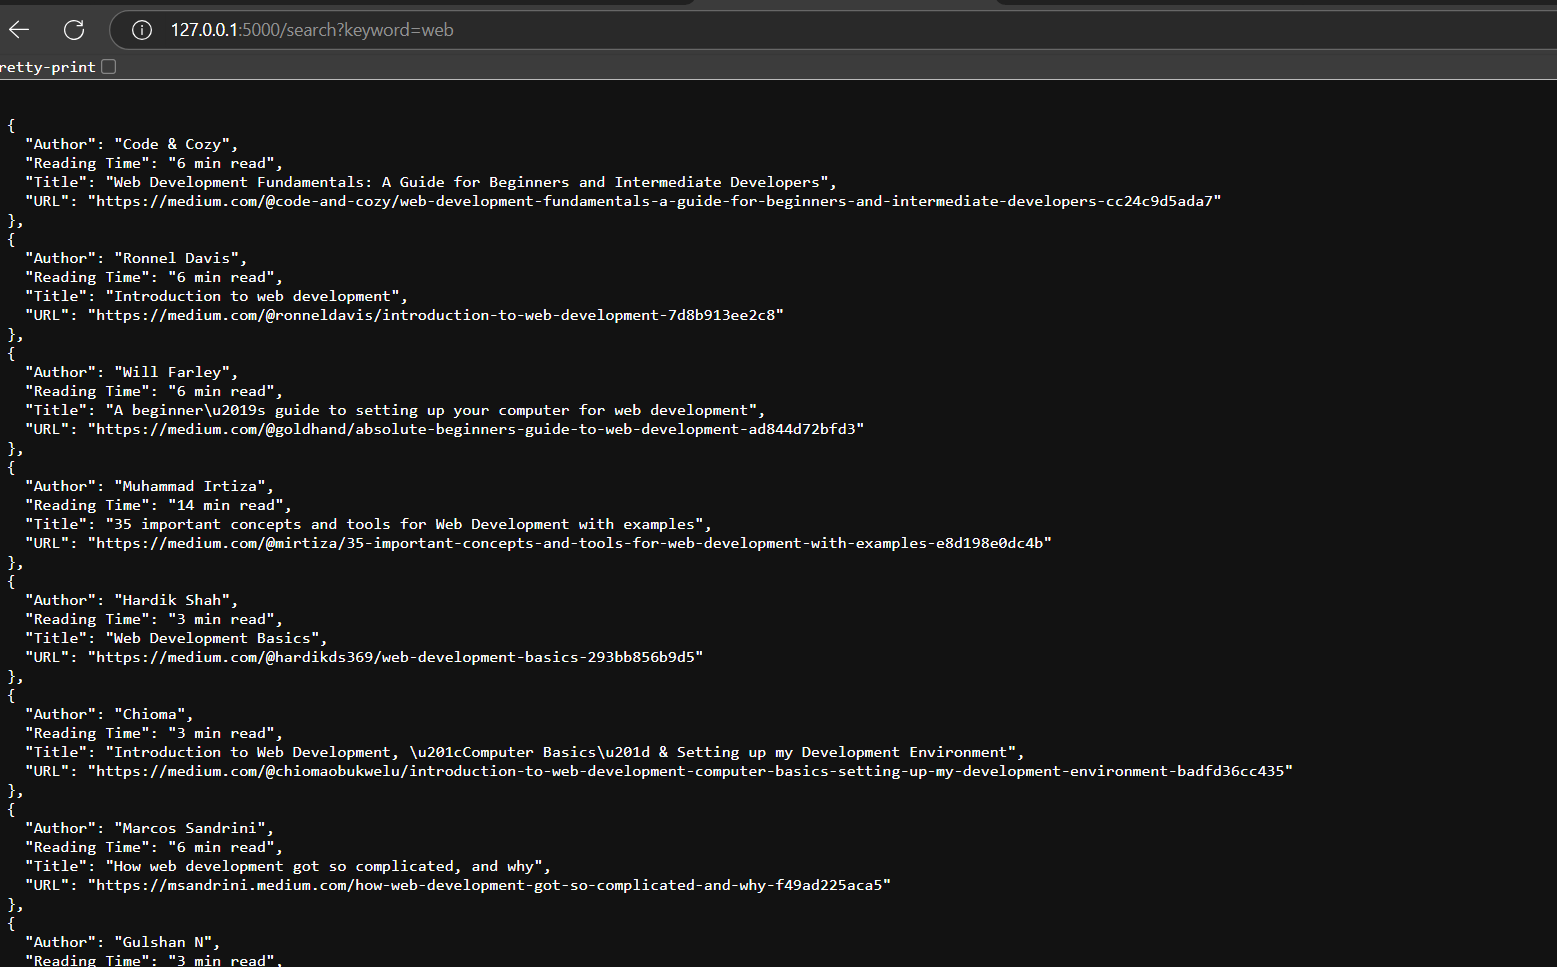 127.0.0.1:5000/search?keyword=web
retty-print
{
"Author": "Code & Cozy",
"Reading Time": "6 min read",
"Title": "Web Development Fundamentals: A Guide for Beginners and Intermediate Developers",
"URL": "https://medium.com/@code-and-cozy/web-development-fundamentals-a-guide-for-beginners-and-intermediate-developers-cc24c9d5ada7"
},
{
"Author": "Ronnel Davis",
"Reading Time": "6 min read",
"Title": "Introduction to web development",
"URL": "https://medium.com/@ronneldavis/introduction-to-web-development-7d8b913ee2c8"
},
{
"Author": "Will Farley",
"Reading Time": "6 min read",
"Title": "A beginner\u2019s guide to setting up your computer for web development",
"URL": "https://medium.com/@goldhand/absolute-beginners-guide-to-web-development-ad844d72bfd3"
},
{
"Author": "Muhammad Irtiza",
"Reading Time": "14 min read",
"Title": "35 important concepts and tools for Web Development with examples",
"URL": "https://medium.com/@mirtiza/35-important-concepts-and-tools-for-web-development-with-examples-e8d198e0dc4b"
},
{
"Author": "Hardik Shah",
"Reading Time": "3 min read",
"Title": "Web Development Basics",
"URL": "https://medium.com/@hardikds369/web-development-basics-293bb856b9d5"
},
{
"Author": "Chioma",
"Reading Time": "3 min read",
"Title": "Introduction to Web Development, \u201cComputer Basics\u201d & Setting up my Development Environment",
"URL": "https://medium.com/@chiomaobukwelu/introduction-to-web-development-computer-basics-setting-up-my-development-environment-badfd36cc435"
},
{
"Author": "Marcos Sandrini",
"Reading Time": "6 min read",
"Title": "How web development got so complicated, and why",
"URL": "https://msandrini.medium.com/how-web-development-got-so-complicated-and-why-f49ad225aca5"
},
{
"Author": "Gulshan N",
"Reading Time": "3 min read",